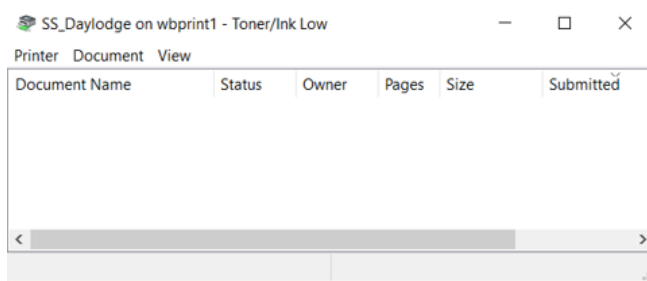 SS_Daylodge on wbprint1 - Toner/Ink Low
Printer Document View
Document Name Status Owner Pages Size Submitted